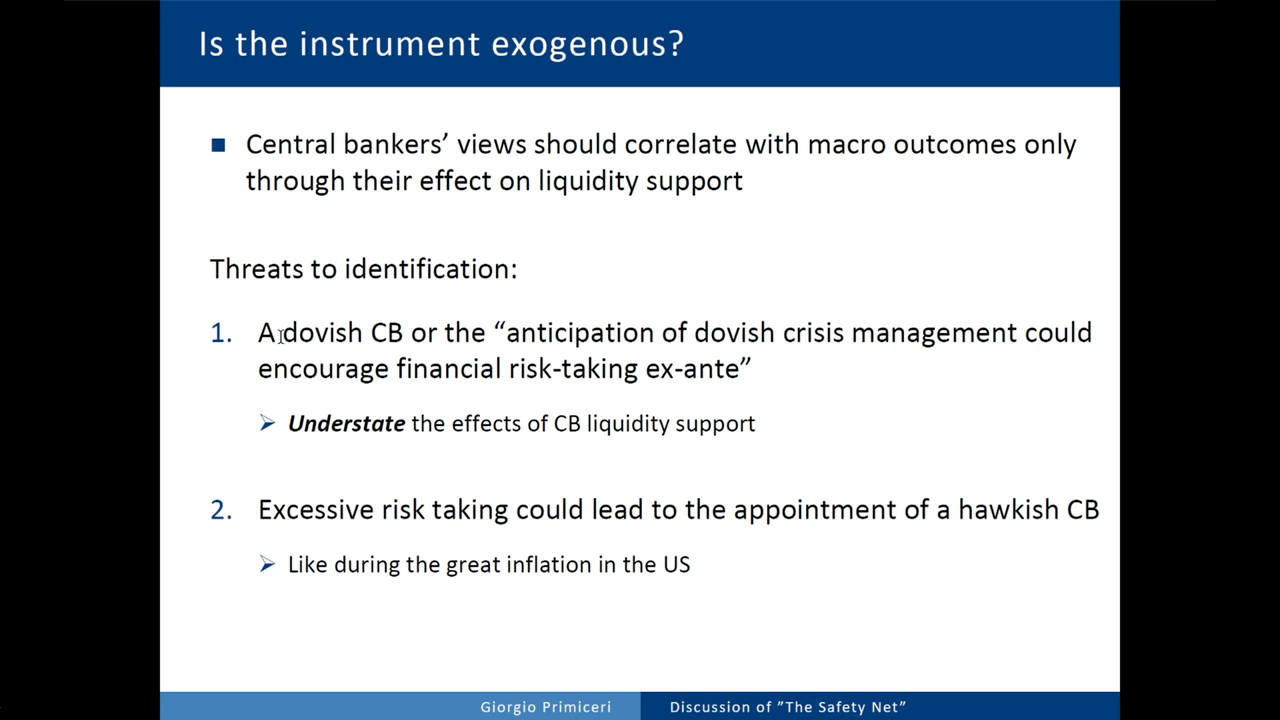 Is the instrument exogenous?
Central bankers’ views should correlate with macro outcomes only
through their effect on liquidity support
Threats to identification:
1. A dovish CB or the “anticipation of dovish crisis management could
encourage financial risk-taking ex-ante”
Understate the effects of CB liquidity support
2. Excessive risk taking could lead to the appointment of a hawkish CB
Like during the great inflation in the US
Giorgio Primiceri
Discussion of ”The Safety Net”